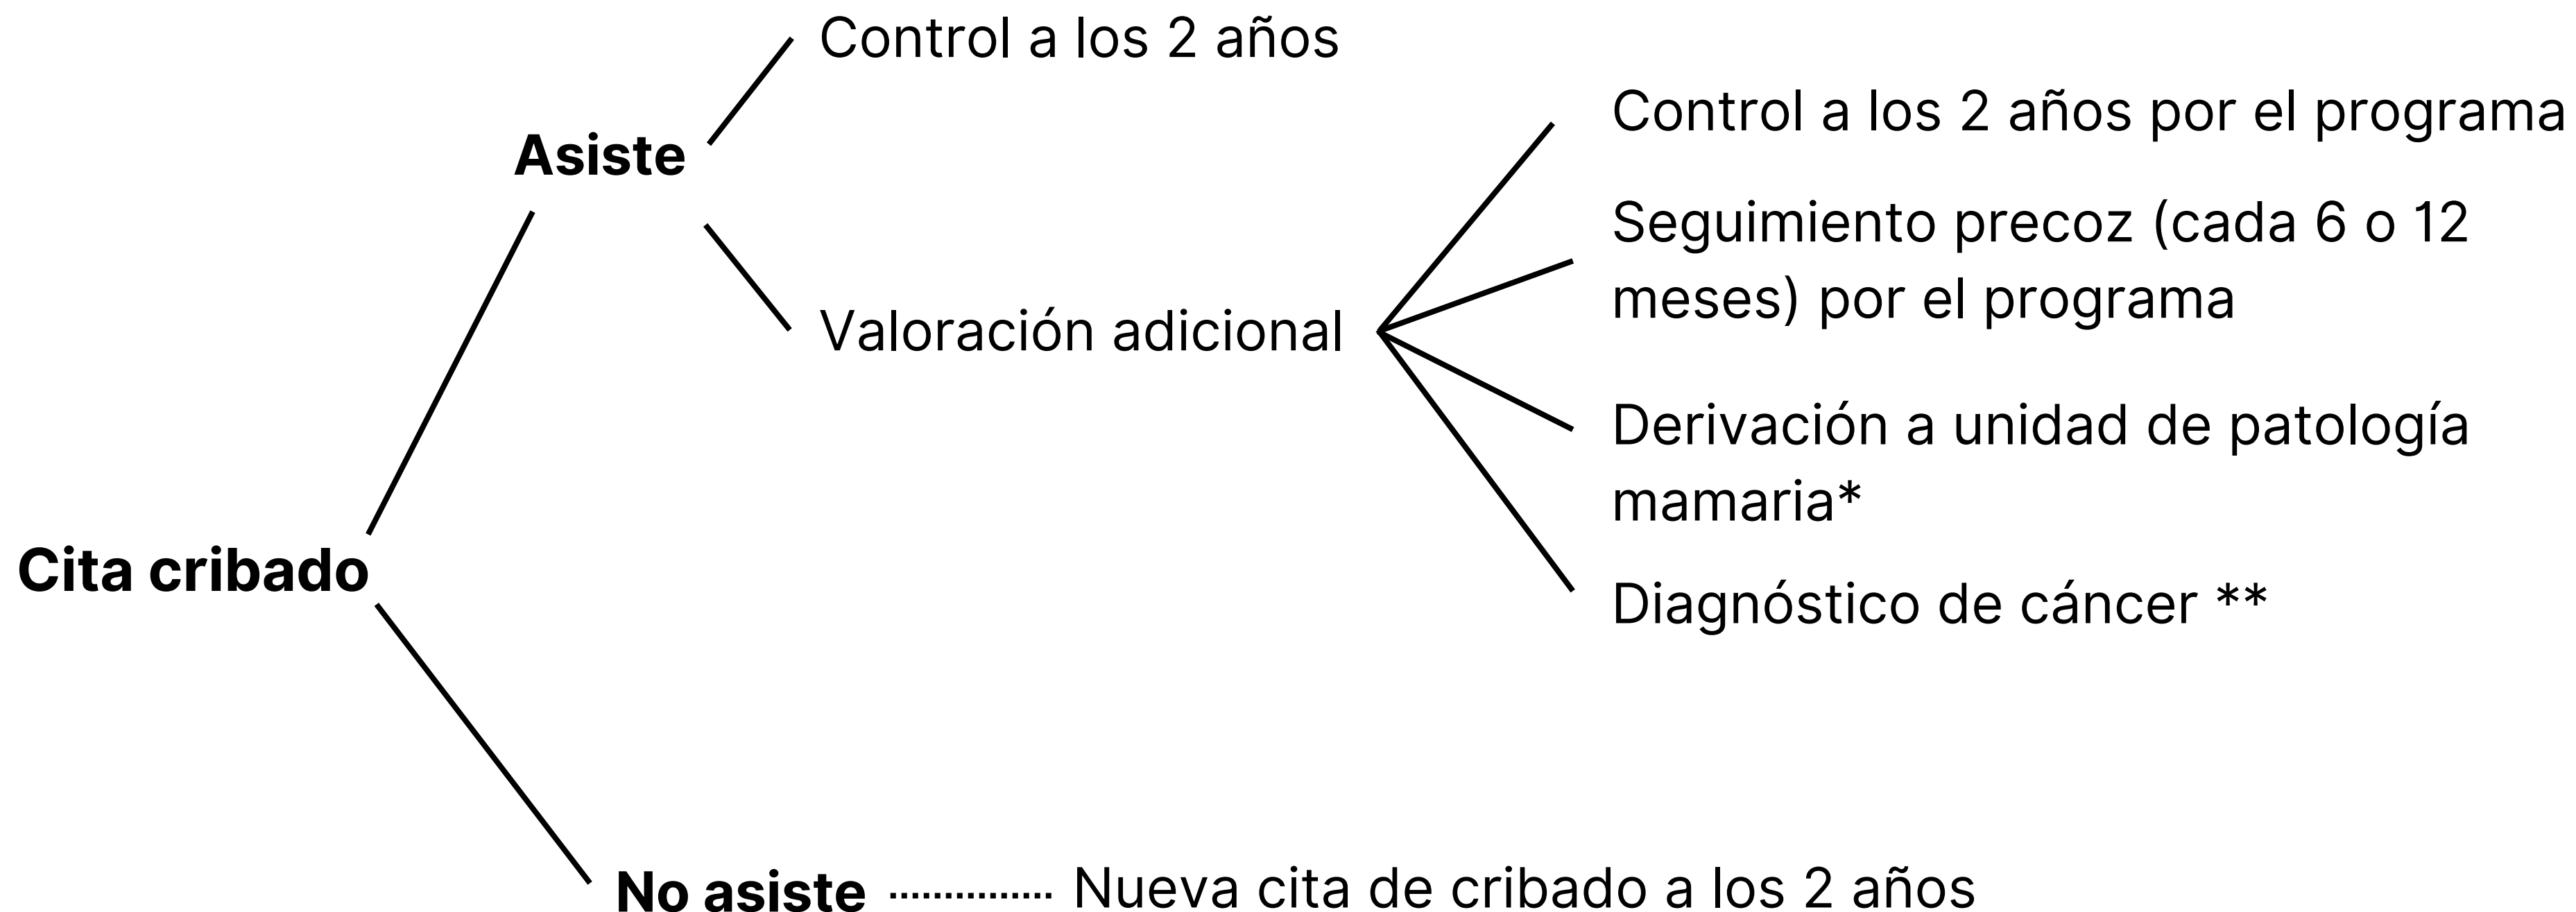 Control a los 2 años
Control a los 2 años por el programa
Asiste
Seguimiento precoz (cada 6 o 12
meses) por el programa
Valoración adicional
Derivación a unidad de patología
mamaria*
Cita cribado
Diagnóstico de cáncer **
No asiste ............... Nueva cita de cribado a los 2 años